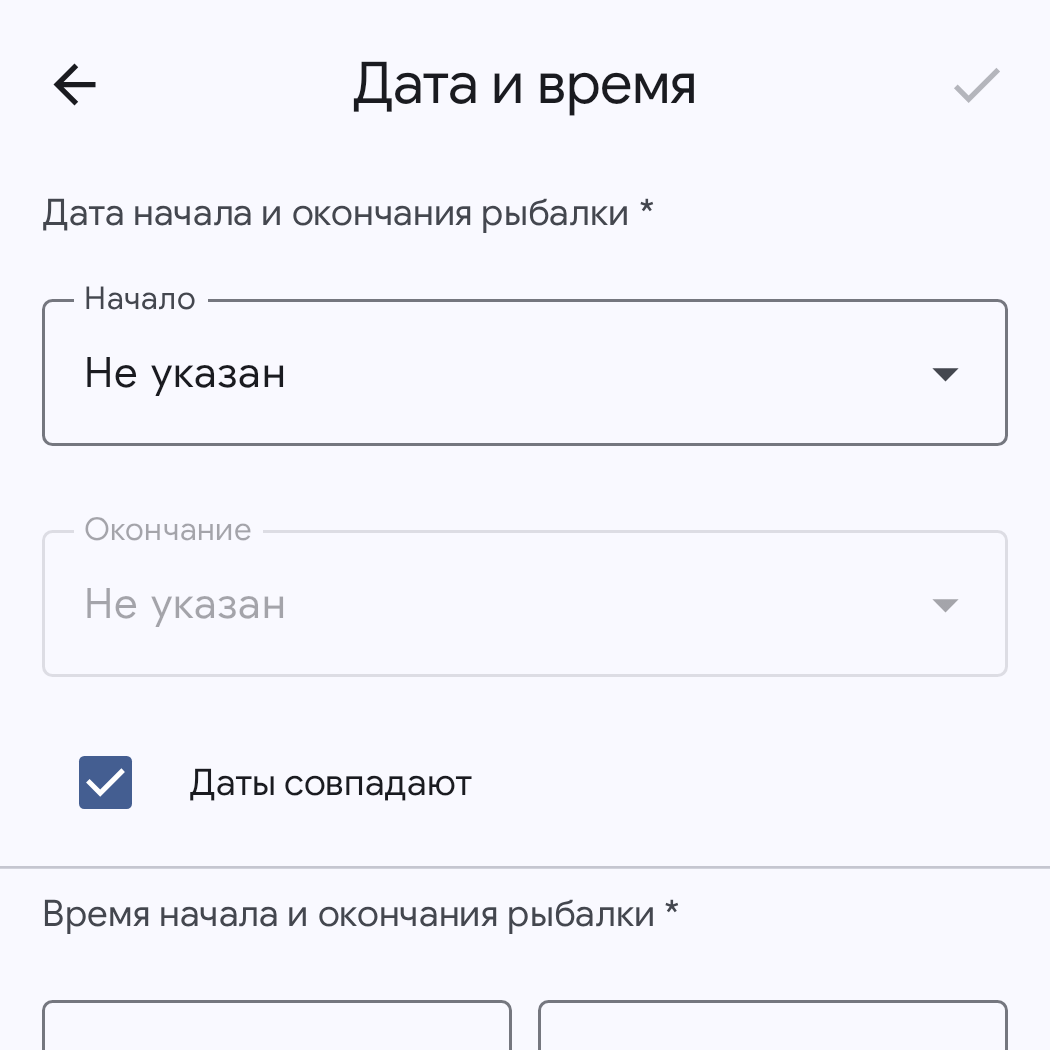 Дата и время
Дата начала и окончания рыбалки *
Начало
Не указан
Окончание
Не указан
Даты совпадают
Время начала и окончания рыбалки *